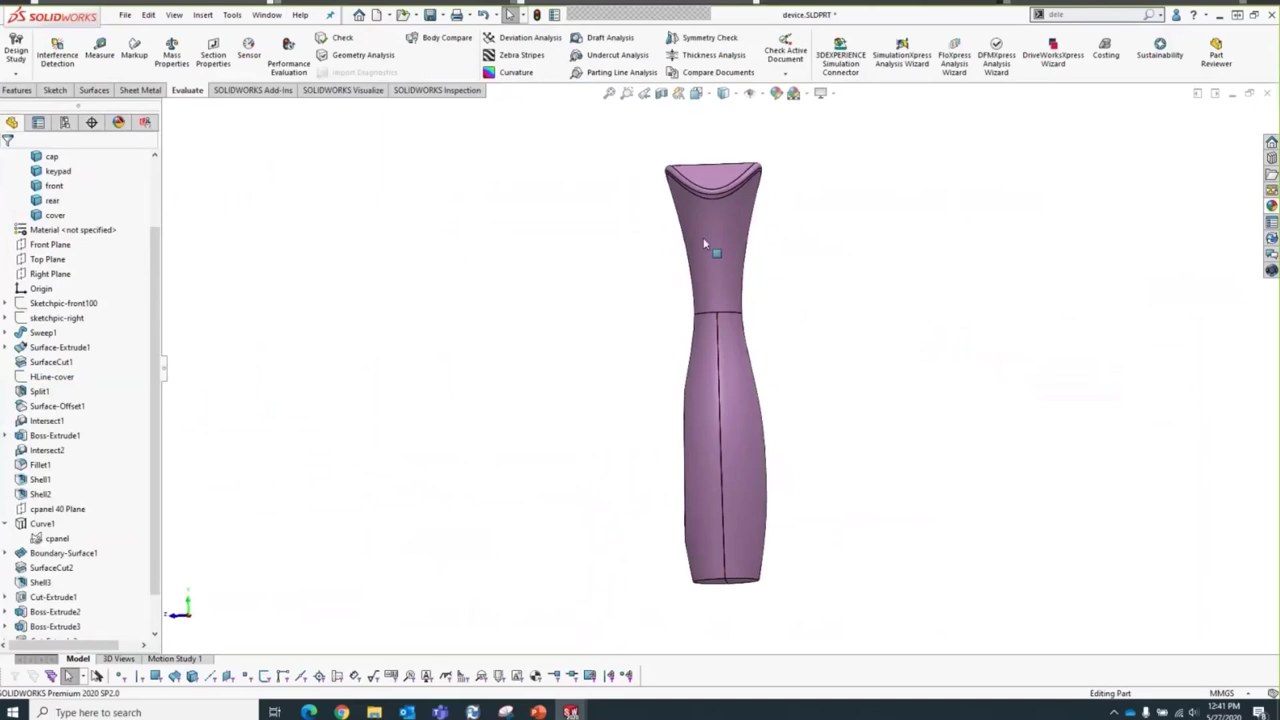 SOLIDWORKS File Edit View Insert Tools Window Help device.SLDPRT * dele
Design Study Interference Detection Measure Markup Mass Properties Section Properties Sensor Performance Evaluation Check Geometry Analysis Import Diagnostics Body Compare Deviation Analysis Zebra Stripes Curvature Draft Analysis Undercut Analysis Parting Line Analysis Symmetry Check Thickness Analysis Compare Documents Check Active Document 3DEXPERIENCE Simulation Connector SimulationXpress Analysis Wizard FloXpress Analysis Wizard DFMXpress Analysis Wizard DriveWorksXpress Wizard Costing Sustainability Part Reviewer
Features Sketch Surfaces Sheet Metal Evaluate SOLIDWORKS Add-Ins SOLIDWORKS Visualize SOLIDWORKS Inspection
cap
keypad
front
rear
cover
Material <not specified>
Front Plane
Top Plane
Right Plane
Origin
Sketchpic-front100
sketchpic-right
Sweep1
Surface-Extrude1
SurfaceCut1
HLine-cover
Split1
Surface-Offset1
Intersect1
Boss-Extrude1
Intersect2
Fillet1
Shell1
Shell2
cpanel 40 Plane
Curve1
cpanel
Boundary-Surface1
SurfaceCut2
Shell3
Cut-Extrude1
Boss-Extrude2
Boss-Extrude3
Model 3D Views Motion Study 1
SOLIDWORKS Premium 2020 SP2.0 Editing Part MMGS
Type here to search 12:41 PM
5/27/2020